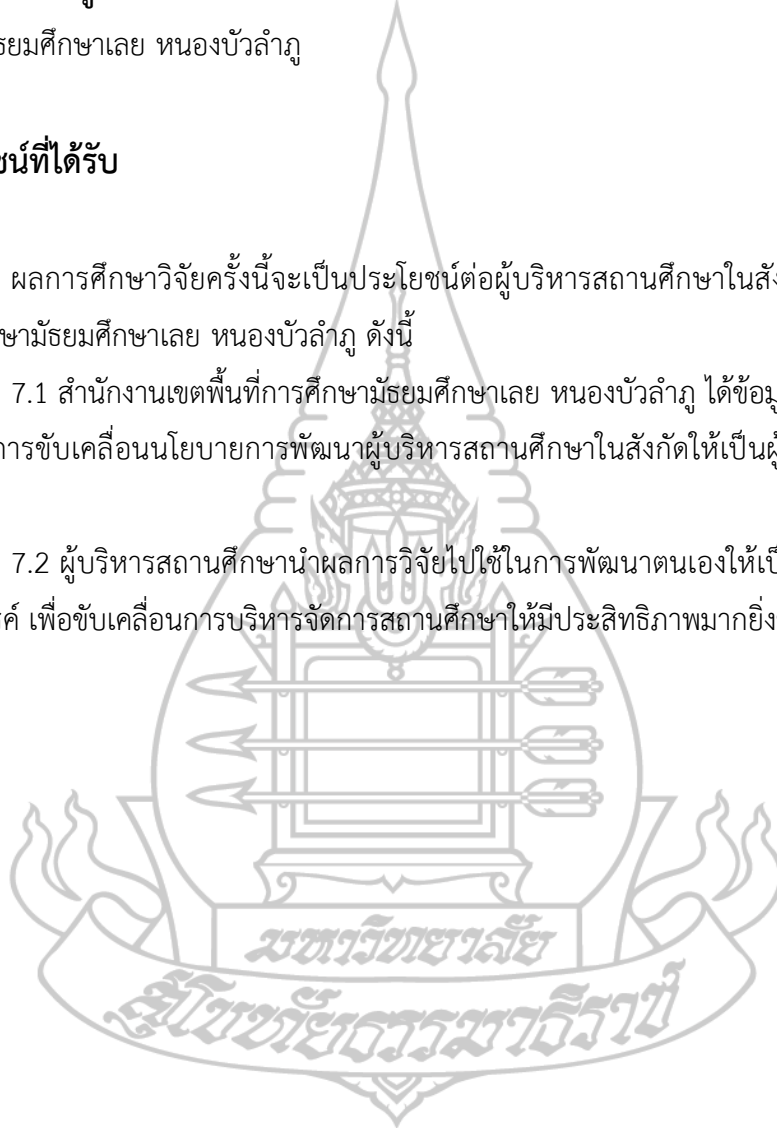 ธยมศึกษาเลย หนองบัวลำภู
ชน์ที่ได้รับ
ผลการศึกษาวิจัยครั้งนี้จะเป็นประโยชน์ต่อผู้บริหารสถานศึกษาในสัง
ษามัธยมศึกษาเลย หนองบัวลำภู ดังนี้
7.1 สำนักงานเขตพื้นที่การศึกษามัธยมศึกษาเลย หนองบัวลำภู ได้ข้อมู
การขับเคลื่อนนโยบายการพัฒนาผู้บริหารสถานศึกษาในสังกัดให้เป็นผู้
7.2 ผู้บริหารสถานศึกษานำผลการวิจัยไปใช้ในการพัฒนาตนเองให้เป็
ค์ เพื่อขับเคลื่อนการบริหารจัดการสถานศึกษาให้มีประสิทธิภาพมากยิ่ง
มหาวิทยาลัย
สุโขทัยธรรมาธิราช